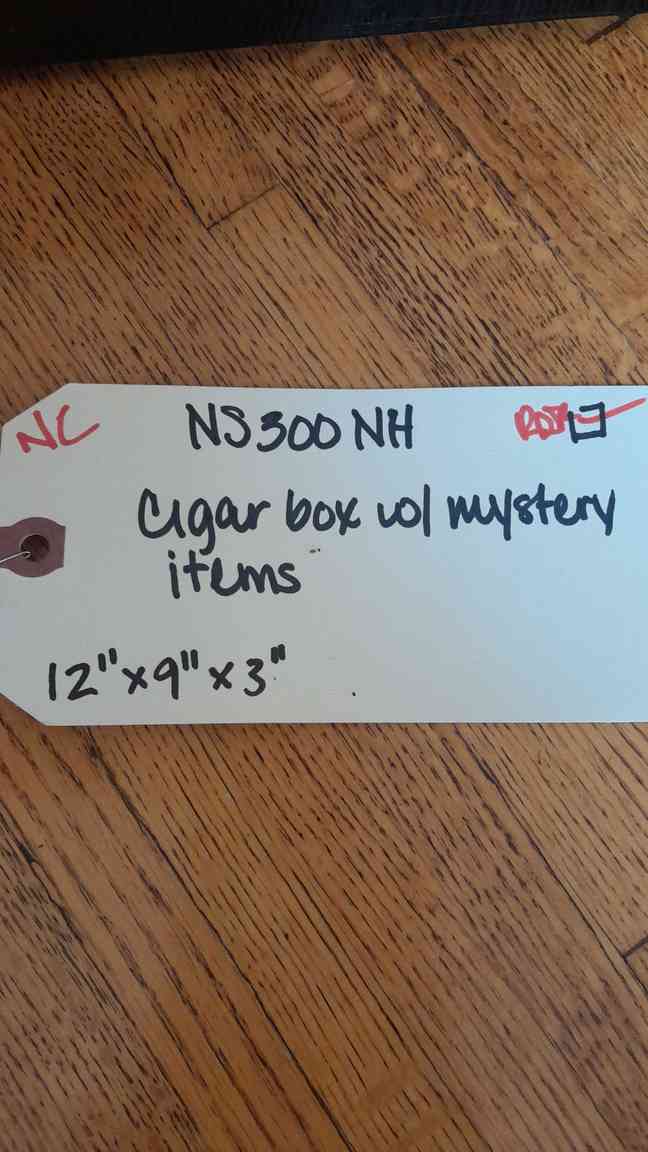 NC NS300NH
Cigar box w/ mystery
items
12"x9"x3"